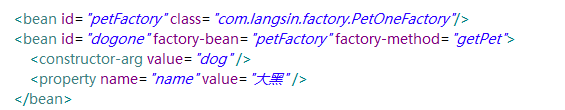 <bean id="petFactory" class="com.langsin.factory.PetOneFactory"/>
<bean id="dogone" factory-bean="petFactory" factory-method="getPet">
<constructor-arg value="dog" />
<property name="name" value="大黑" />
</bean>